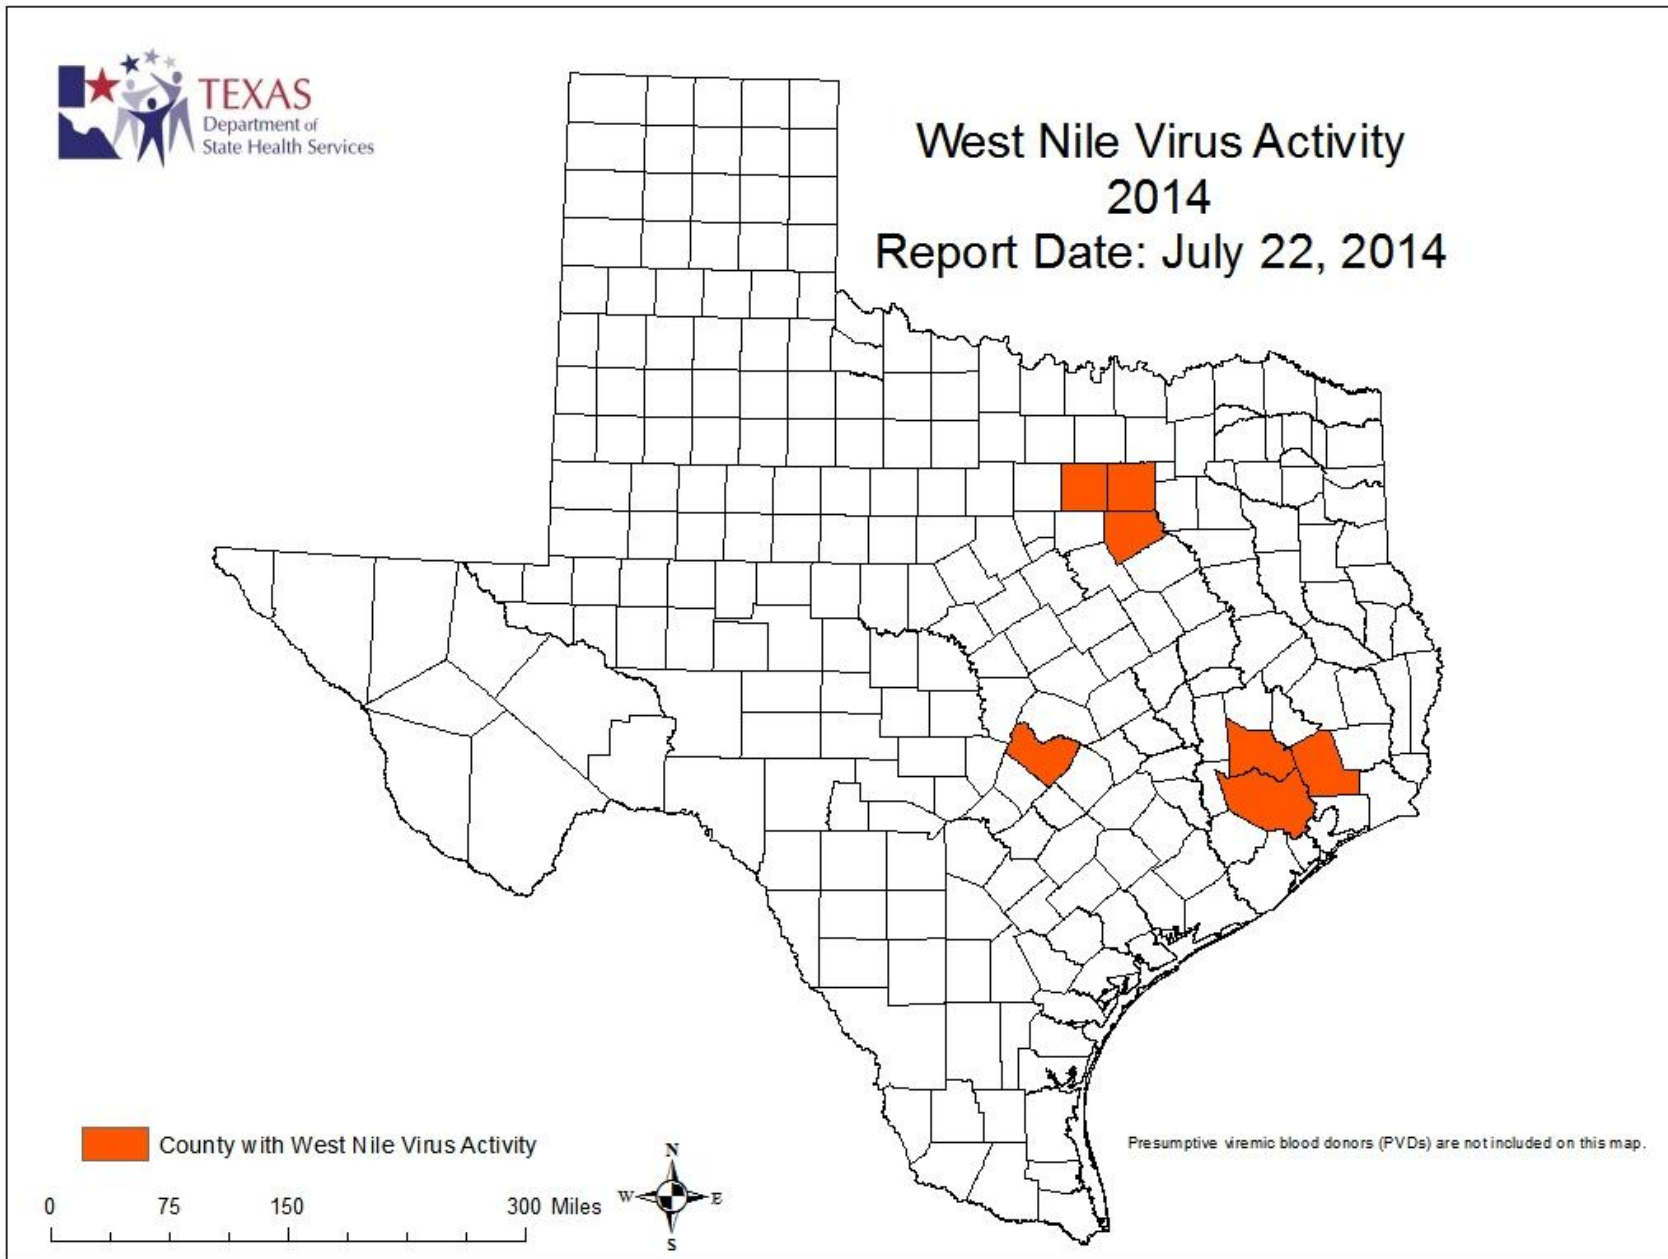 TEXAS
Department of
State Health Services
West Nile Virus Activity
2014
Report Date: July 22, 2014
County with West Nile Virus Activity
Presumptive viremic blood donors (PVDs) are not included on this map.
N
W E
S
0 75 150 300 Miles